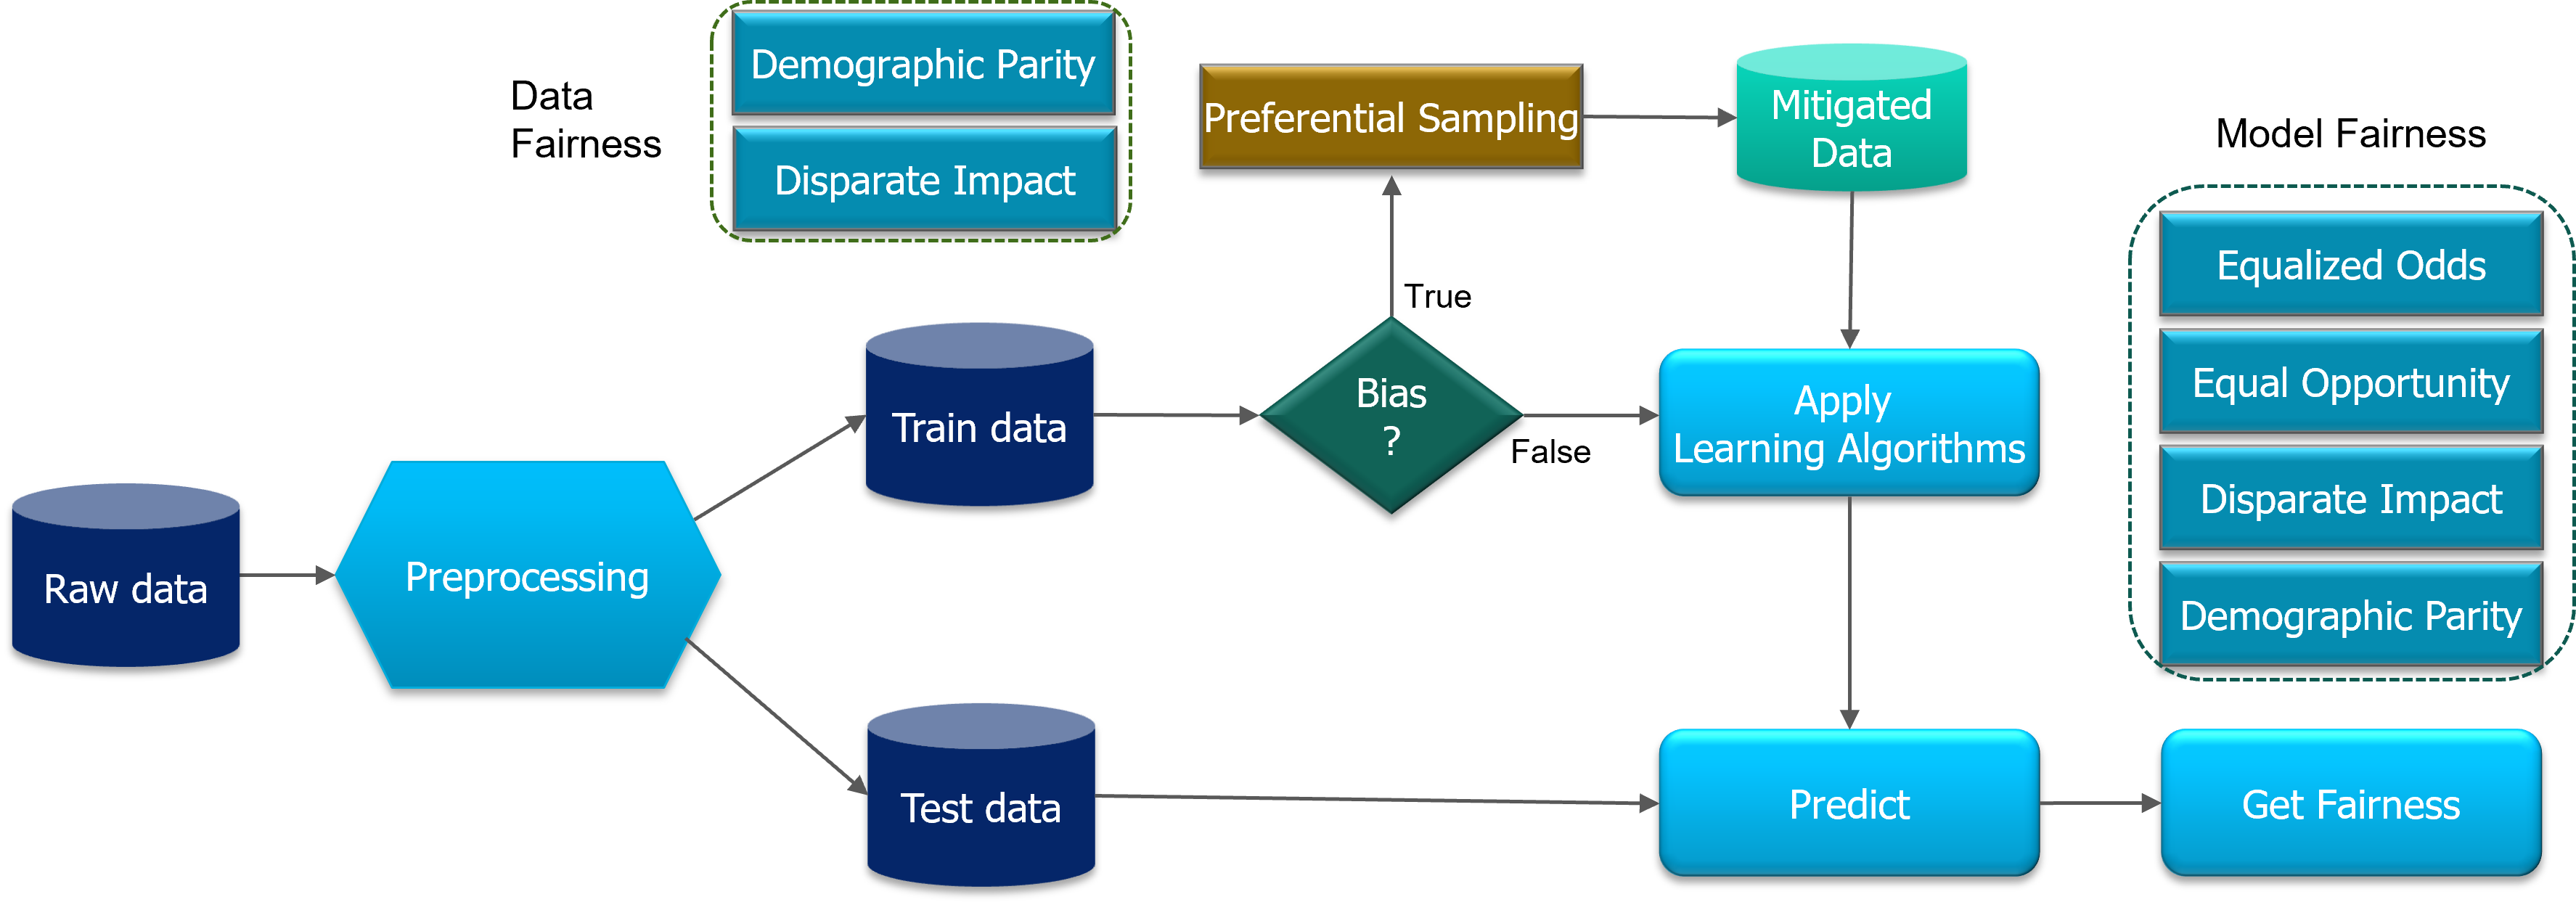 Data
Fairness
Demographic Parity
Disparate Impact
Preferential Sampling
Mitigated
Data
Model Fairness
Equalized Odds
Equal Opportunity
Disparate Impact
Demographic Parity
True
Bias
?
False
Train data
Apply
Learning Algorithms
Raw data
Preprocessing
Test data
Predict
Get Fairness